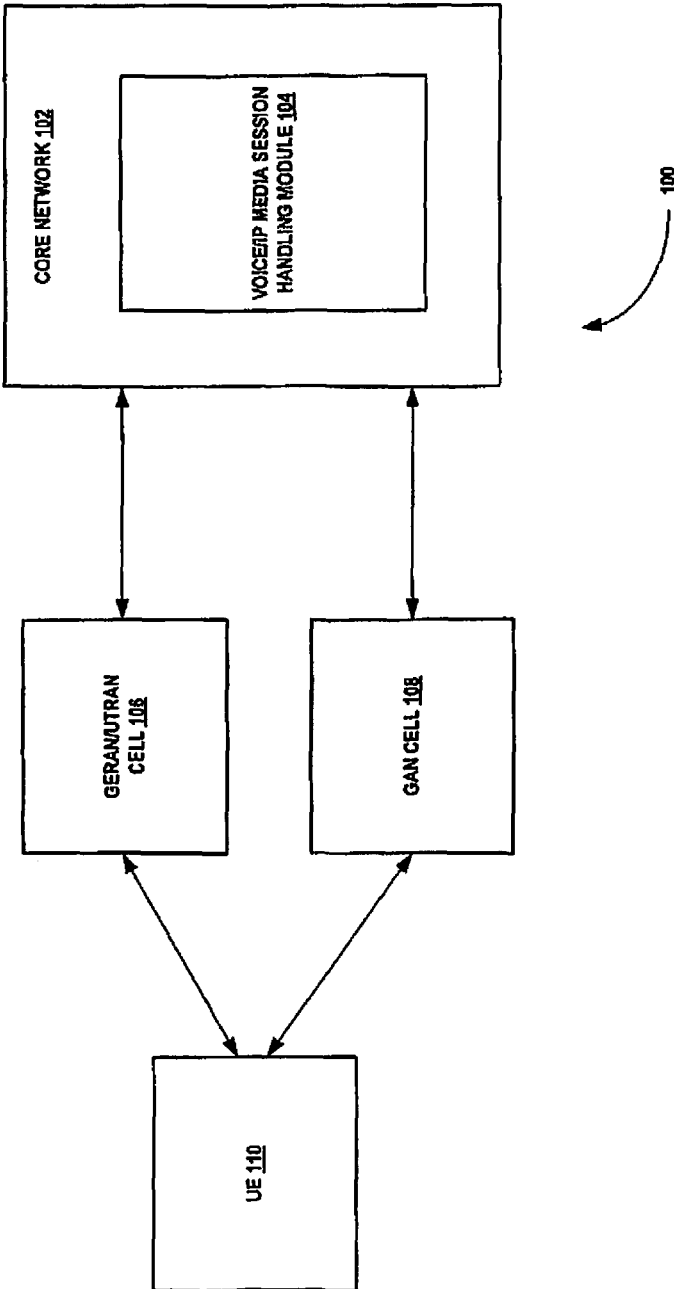 CORE NETWORK 102
VOICE/IP MEDIA SESSION
HANDLING MODULE 104
GERAN/UTRAN
CELL 106
GAN CELL 108
UE 110
100